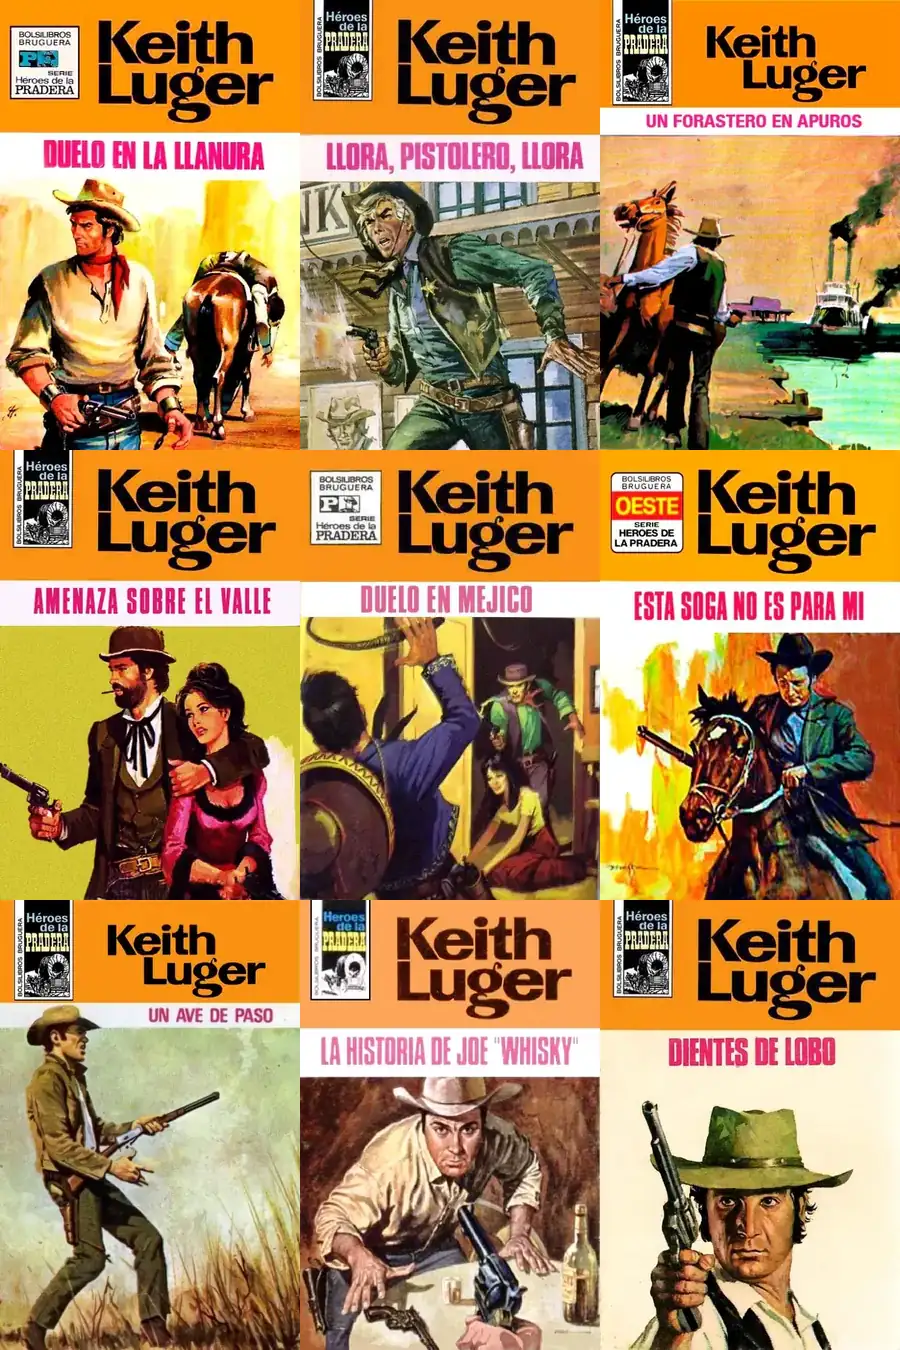 BOLSILIBROS
BRUGUERA
SERIE
Héroes de la
PRADERA
Keith
Luger
DUELO EN LA LLANURA
BOLSILIBROS BRUGUERA
Héroes
de la
PRADERA
Keith
Luger
LLORA, PISTOLERO, LLORA
NK
BOLSILIBROS BRUGUERA
Héroes
de la
PRADERA
Keith
Luger
UN FORASTERO EN APUROS
BOLSILIBROS BRUGUERA
Héroes
de la
PRADERA
Keith
Luger
AMENAZA SOBRE EL VALLE
BOLSILIBROS
BRUGUERA
SERIE
Héroes de la
PRADERA
Keith
Luger
DUELO EN MEJICO
BOLSILIBROS
BRUGUERA
OESTE
SERIE
HEROES DE
LA PRADERA
Keith
Luger
ESTA SOGA NO ES PARA MI
BOLSILIBROS BRUGUERA
Héroes
de la
PRADERA
Keith
Luger
UN AVE DE PASO
BOLSILIBROS BRUGUERA
Héroes
de la
PRADERA
Keith
Luger
LA HISTORIA DE JOE "WHISKY"
BOLSILIBROS BRUGUERA
Héroes
de la
PRADERA
Keith
Luger
DIENTES DE LOBO